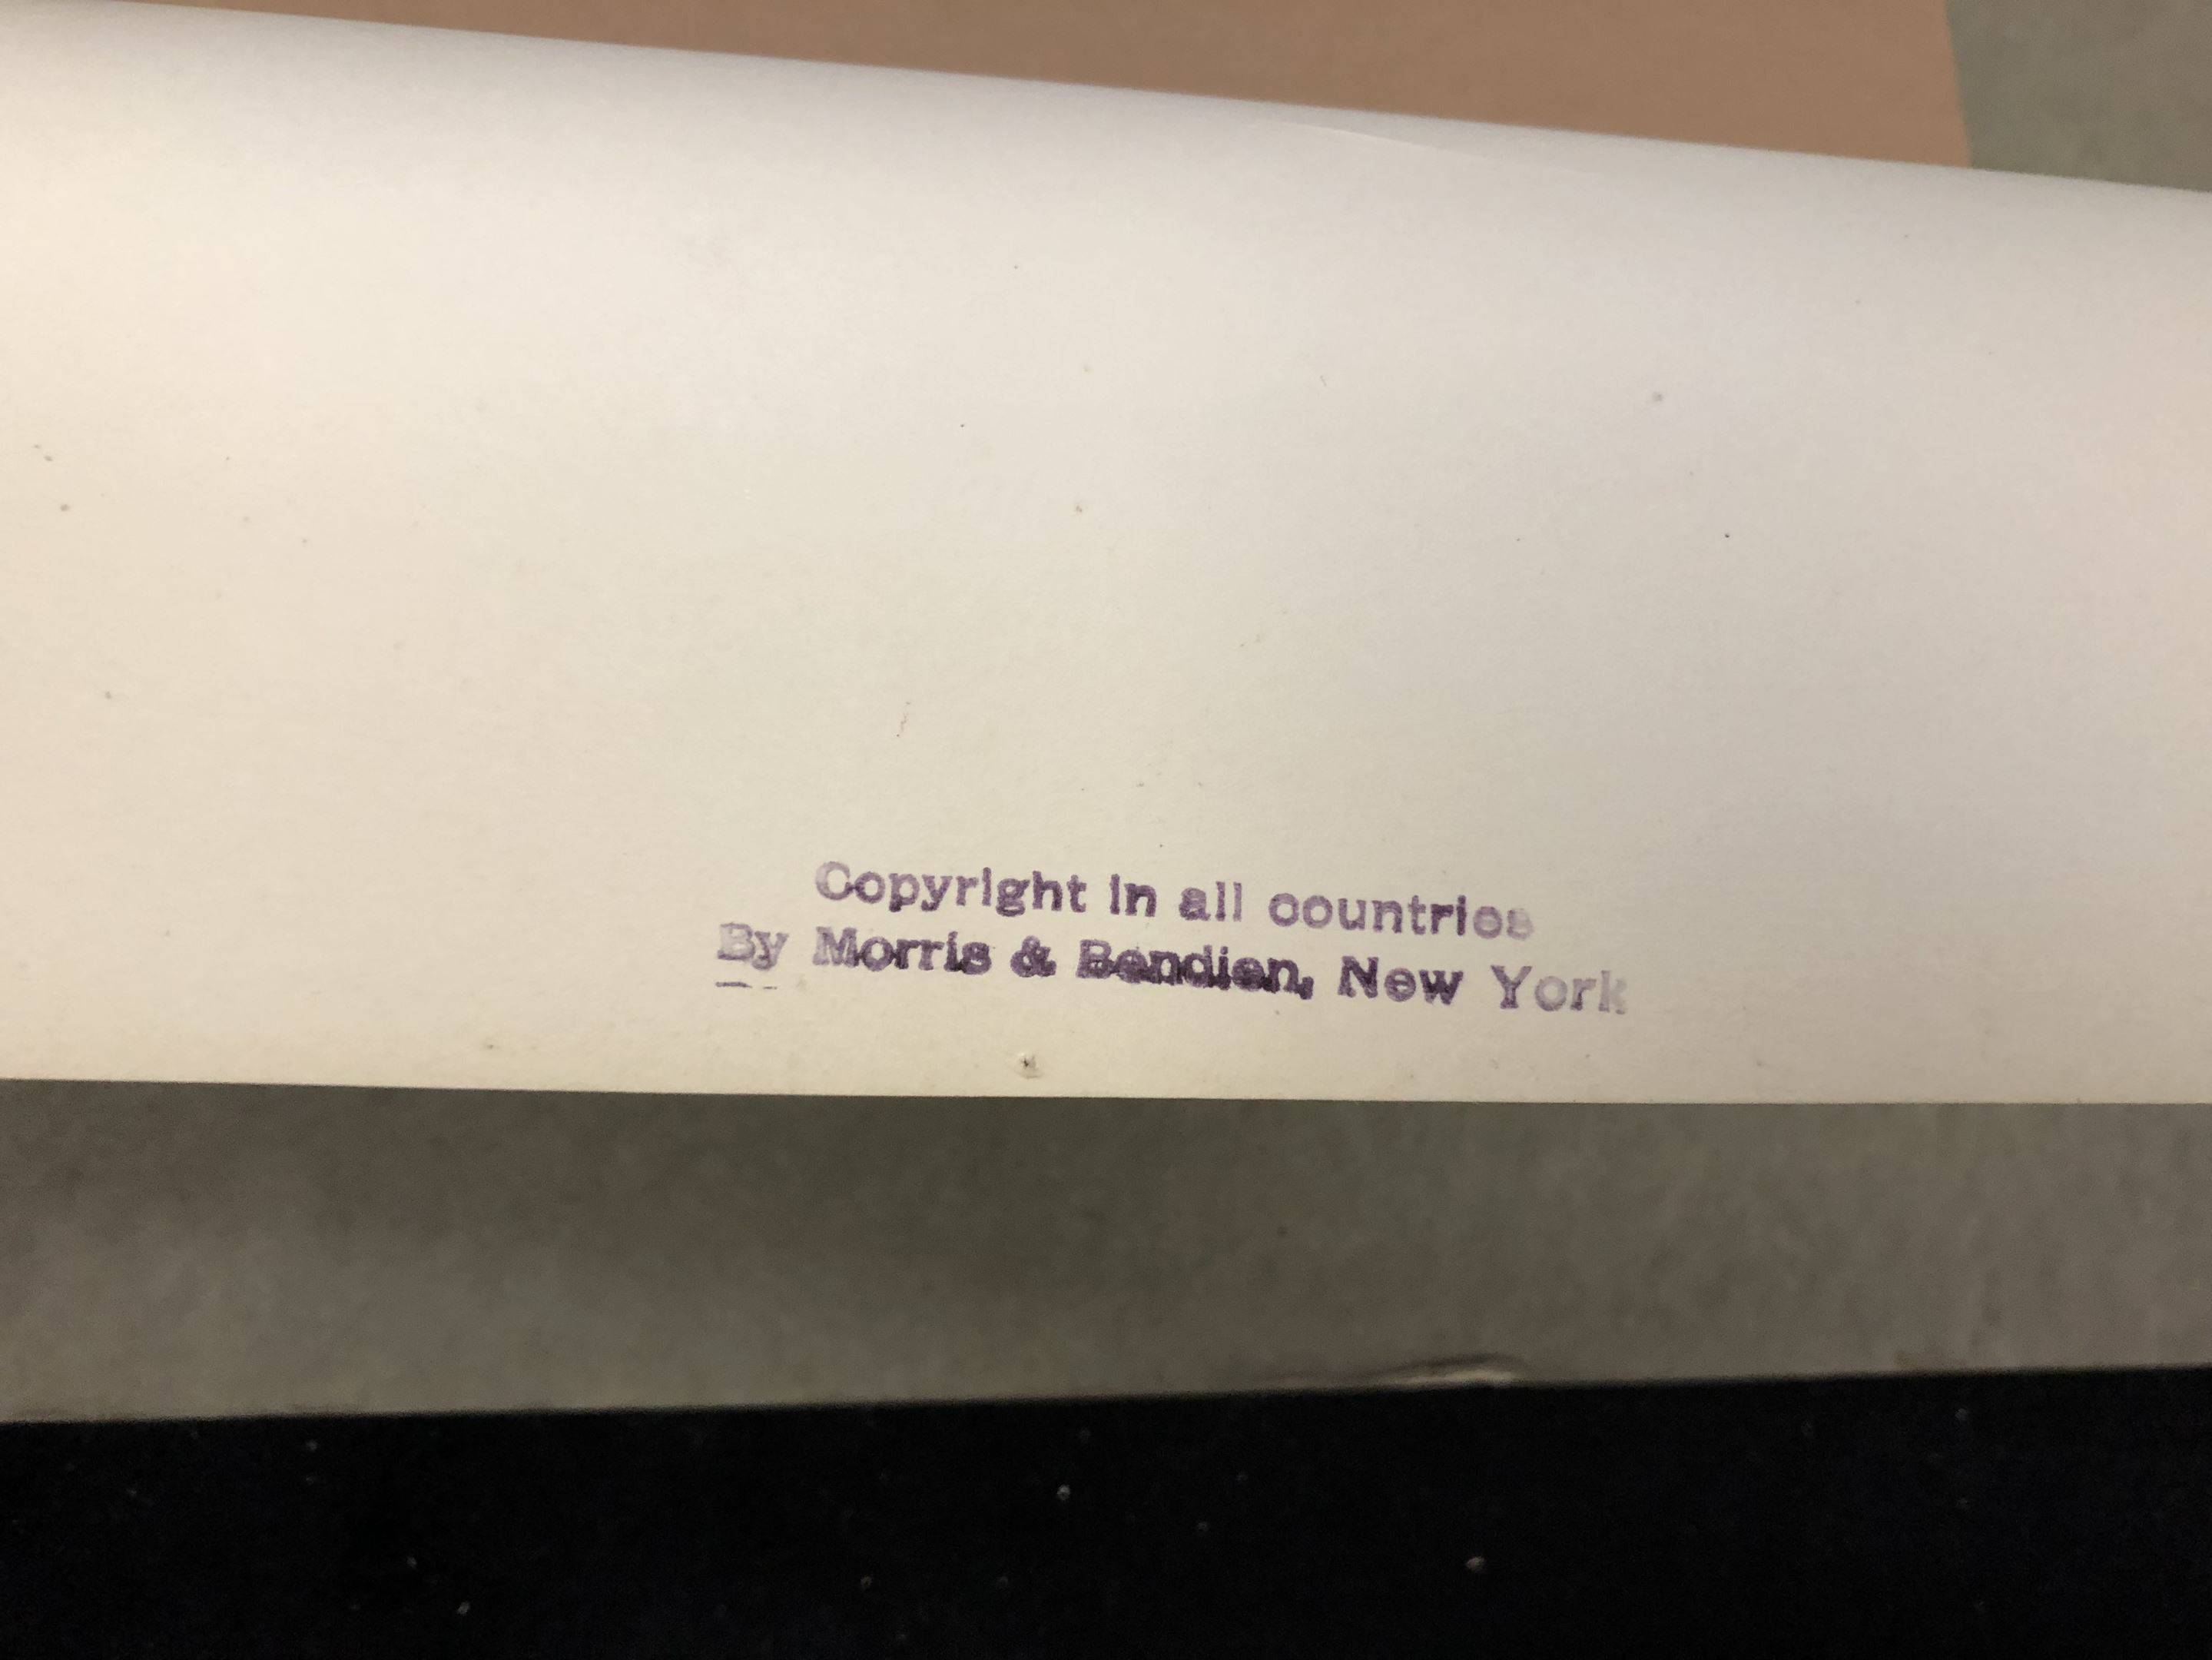 Copyright in all countries
By Morris & Bendien, New York